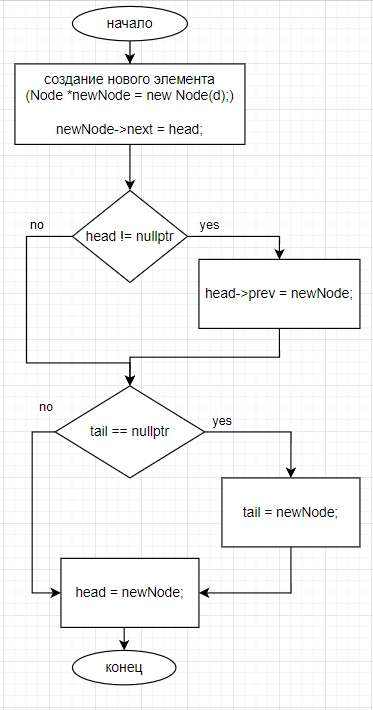 начало
создание нового элемента
(Node *newNode = new Node(d);)
newNode->next = head;
no
yes
head != nullptr
head->prev = newNode;
no
yes
tail == nullptr
tail = newNode;
head = newNode;
конец